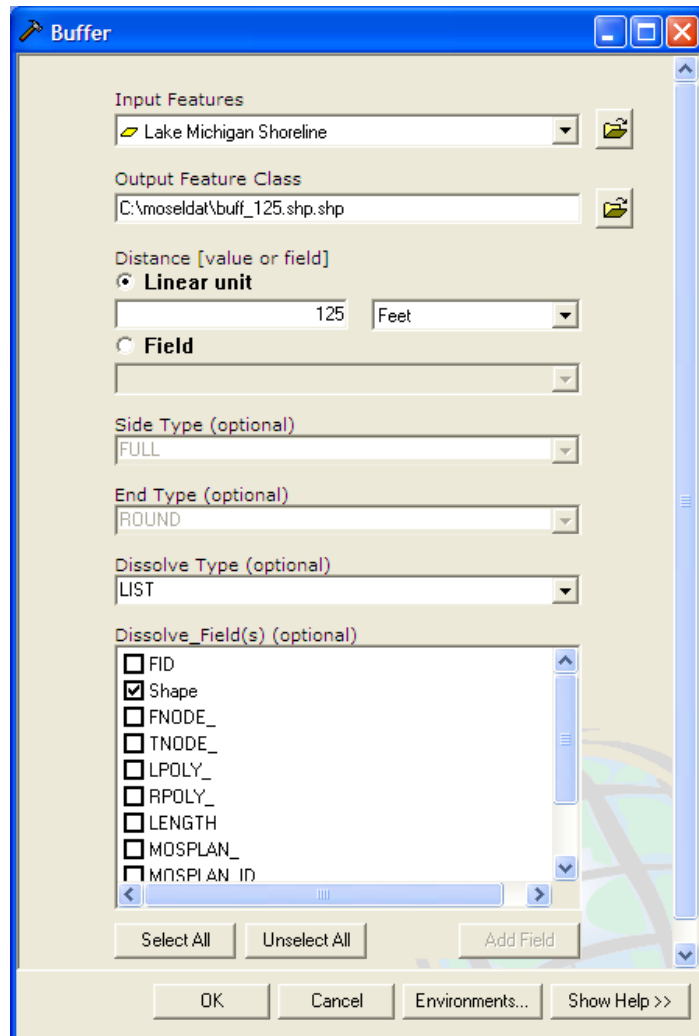 Buffer
Input Features
Lake Michigan Shoreline
Output Feature Class
C:\moseldat\buff_125.shp.shp
Distance [value or field]
Linear unit
125 Feet
Field
Side Type (optional)
FULL
End Type (optional)
ROUND
Dissolve Type (optional)
LIST
Dissolve_Field(s) (optional)
FID
Shape
FNODE_
TNODE_
LPOLY_
RPOLY_
LENGTH
MOSPLAN_
MOSPLAN_ID
Select All Unselect All Add Field
OK Cancel Environments... Show Help >>